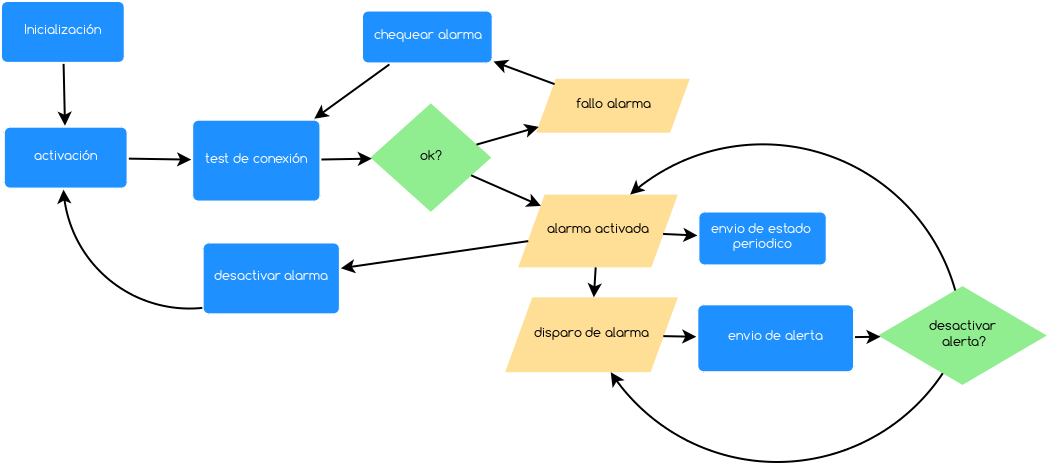 Inicialización
chequear alarma
fallo alarma
activación
test de conexión
ok?
alarma activada
envio de estado
periodico
desactivar alarma
disparo de alarma
envio de alerta
desactivar
alerta?